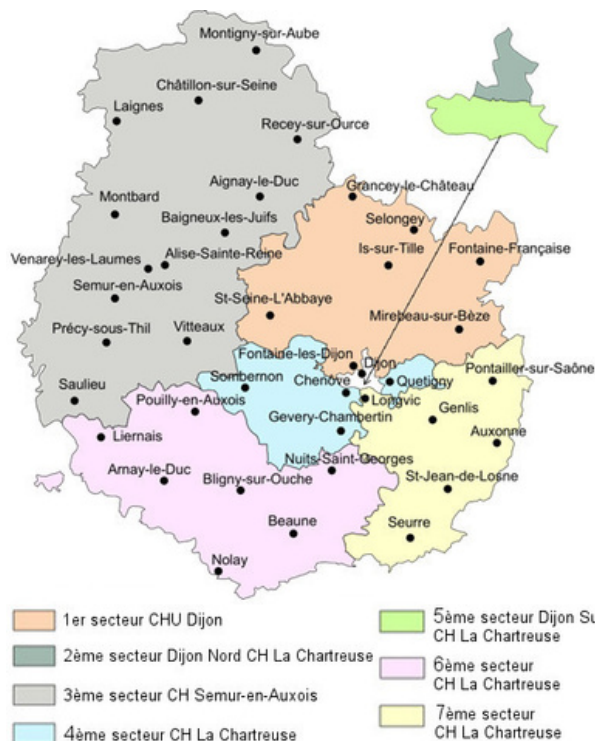 Montigny-sur-Aube
Châtillon-sur-Seine
Laignes
Recey-sur-Ource
Aignay-le-Duc
Grancey-le-Château
Montbard
Selongey
Baigneux-les-Juifs
Is-sur-Tille
Fontaine-Française
Venarey-les-Laumes
Alise-Sainte-Reine
Semur-en-Auxois
St-Seine-L'Abbaye
Mirebeau-sur-Bèze
Précy-sous-Thil
Vitteaux
Fontaine-les-Dijon
Dijon
Pontailler-sur-Saône
Sombernon
Chenôve
Quetigny
Saulieu
Pouilly-en-Auxois
Longvic
Genlis
Gevery-Chambertin
Liernais
Auxonne
Nuits-Saint-Georges
Arnay-le-Duc
Bligny-sur-Ouche
St-Jean-de-Losne
Beaune
Seurre
Nolay
1er secteur CHU Dijon
2ème secteur Dijon Nord CH La Chartreuse
3ème secteur CH Semur-en-Auxois
4ème secteur CH La Chartreuse
5ème secteur Dijon Su
CH La Chartreuse
6ème secteur
CH La Chartreuse
7ème secteur
CH La Chartreuse